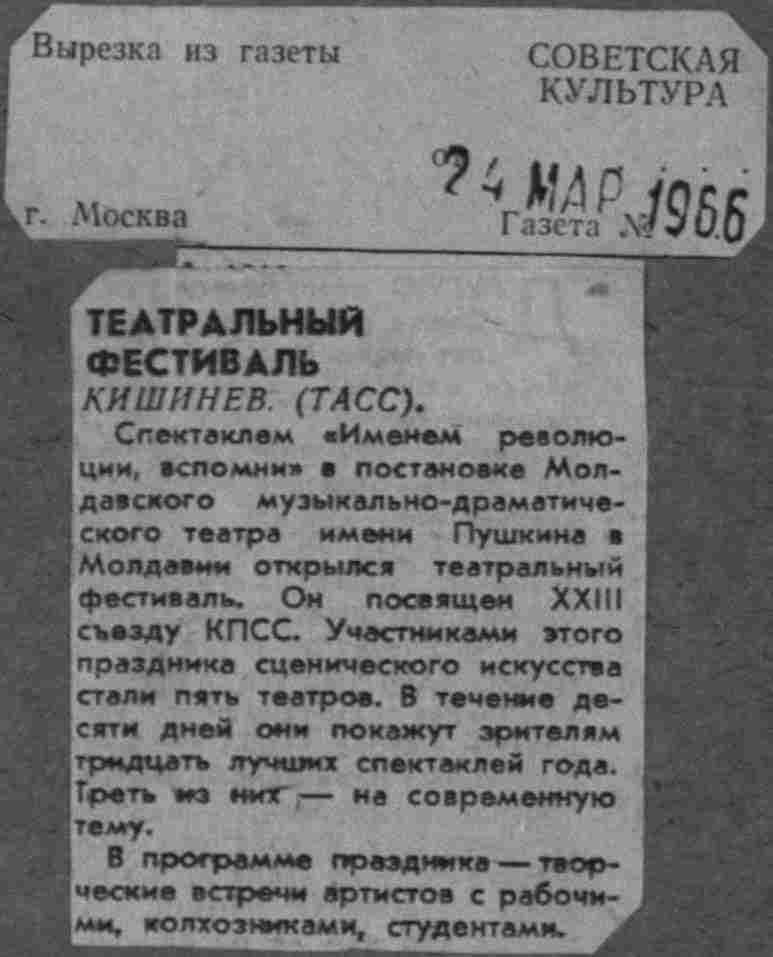 Вырезка из газеты
СОВЕТСКАЯ
КУЛЬТУРА
24 МАР 1966
г. Москва
Газета №
ТЕАТРАЛЬНЫЙ
ФЕСТИВАЛЬ
КИШИНЕВ. (ТАСС).
Спектаклем «Именем револю-
ции, вспомни» в постановке Мол-
давского музыкально-драматиче-
ского театра имени Пушкина в
Молдавии открылся театральный
фестиваль. Он посвящен XXIII
съезду КПСС. Участниками этого
праздника сценического искусства
стали пять театров. В течение де-
сяти дней они покажут зрителям
тридцать лучших спектаклей года.
Треть из них — на современную
тему.
В программе праздника — твор-
ческие встречи артистов с рабочи-
ми, колхозниками, студентами.